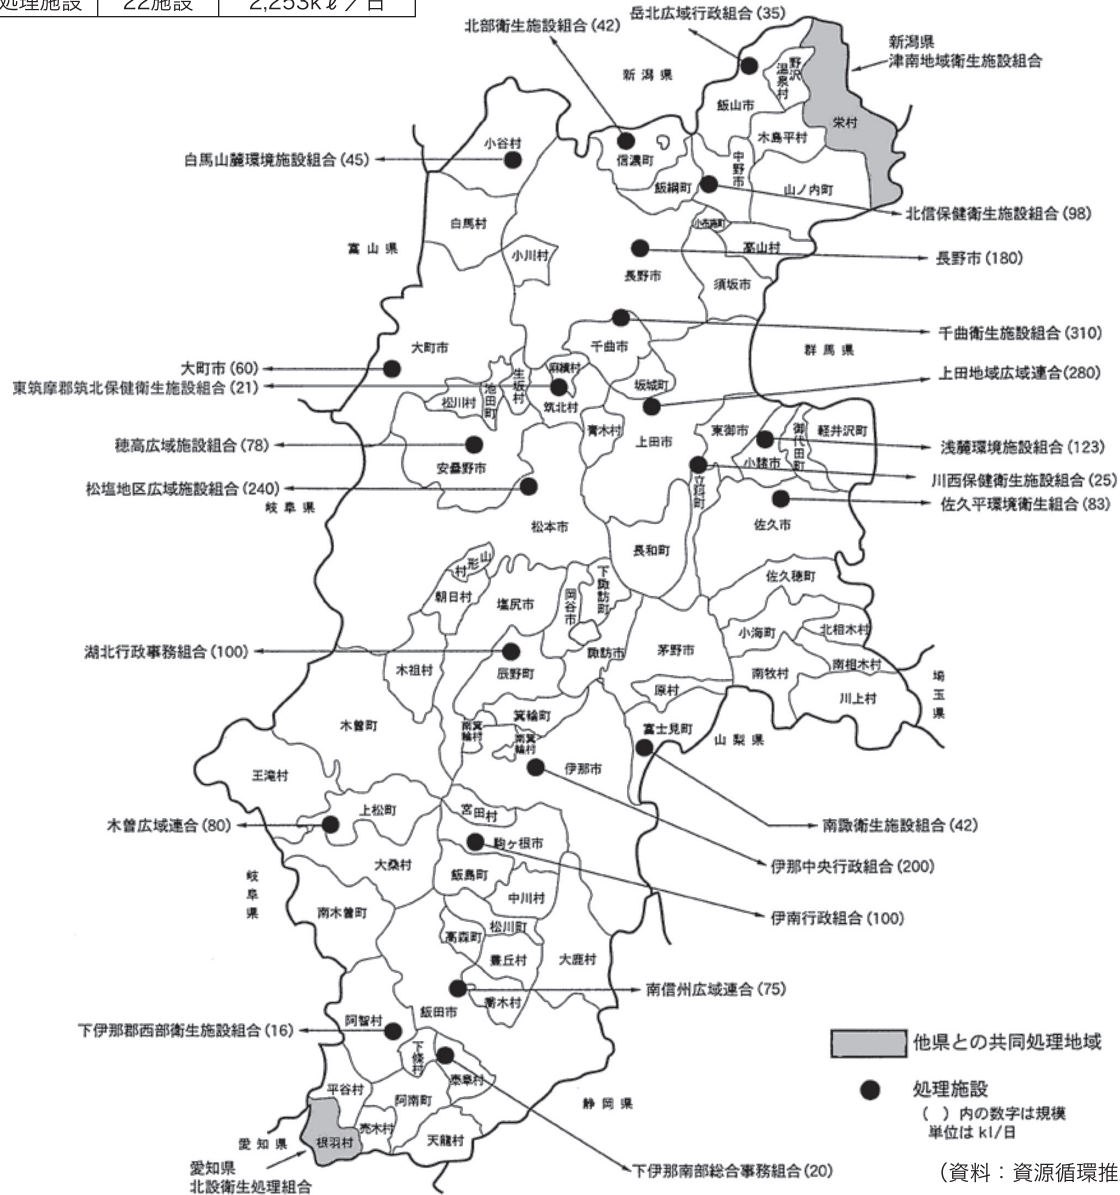 処理施設 22施設 2,253kℓ／日
岳北広域行政組合(35)
北部衛生施設組合(42)
新潟県
津南地域衛生施設組合
新潟県
野沢温泉村
飯山市
栄村
木島平村
小谷村
信濃町
中野市
白馬山麓環境施設組合(45)
飯綱町
山ノ内町
北信保健衛生施設組合(98)
白馬村
小布施町
富山県
小川村
高山村
長野市(180)
長野市
須坂市
千曲衛生施設組合(310)
大町市
千曲市
群馬県
大町市(60)
麻績村
生坂村
上田地域広域連合(280)
東筑摩郡筑北保健衛生施設組合(21)
池田町
坂城町
松川村
筑北村
青木村
東御市
御代田町
軽井沢町
穂高広域施設組合(78)
上田市
浅麓環境施設組合(123)
安曇野市
小諸市
川西保健衛生施設組合(25)
松塩地区広域施設組合(240)
立科町
佐久平環境衛生組合(83)
岐阜県
松本市
佐久市
長和町
山形村
下諏訪町
佐久穂町
朝日村
塩尻市
岡谷市
小海町
北相木村
湖北行政事務組合(100)
諏訪市
茅野市
南相木村
木祖村
辰野町
南牧村
原村
川上村
埼玉県
木曽町
箕輪町
南箕輪村
南箕輪村
富士見町
山梨県
王滝村
伊那市
上松町
宮田村
木曽広域連合(80)
南諏衛生施設組合(42)
駒ヶ根市
大桑村
飯島町
伊那中央行政組合(200)
岐阜県
中川村
南木曽町
伊南行政組合(100)
松川町
高森町
豊丘村
大鹿村
南信州広域連合(75)
喬木村
飯田市
阿智村
下伊那郡西部衛生施設組合(16)
他県との共同処理地域
下條村
泰阜村
平谷村
処理施設
阿南町
静岡県
（ ）内の数字は規模
単位は kl/日
売木村
愛知県
根羽村
天龍村
愛知県
北設衛生処理組合
下伊那南部総合事務組合(20)
（資料：資源循環推